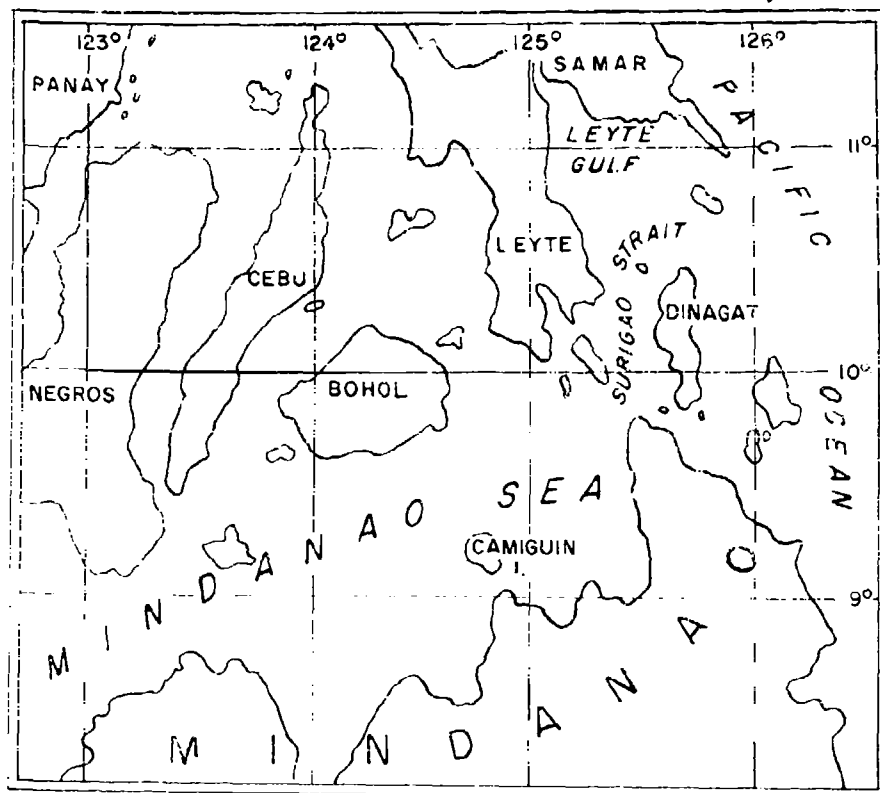 123° 124° 125° 126°
PANAY
SAMAR
PACIFIC
LEYTE
GULF
11°
LEYTE
STRAIT
CEBU
DINAGAT
SURIGAO
10°
NEGROS
BOHOL
OCEAN
MINDANAO SEA
CAMIGUIN
I.
9°
MINDANAO